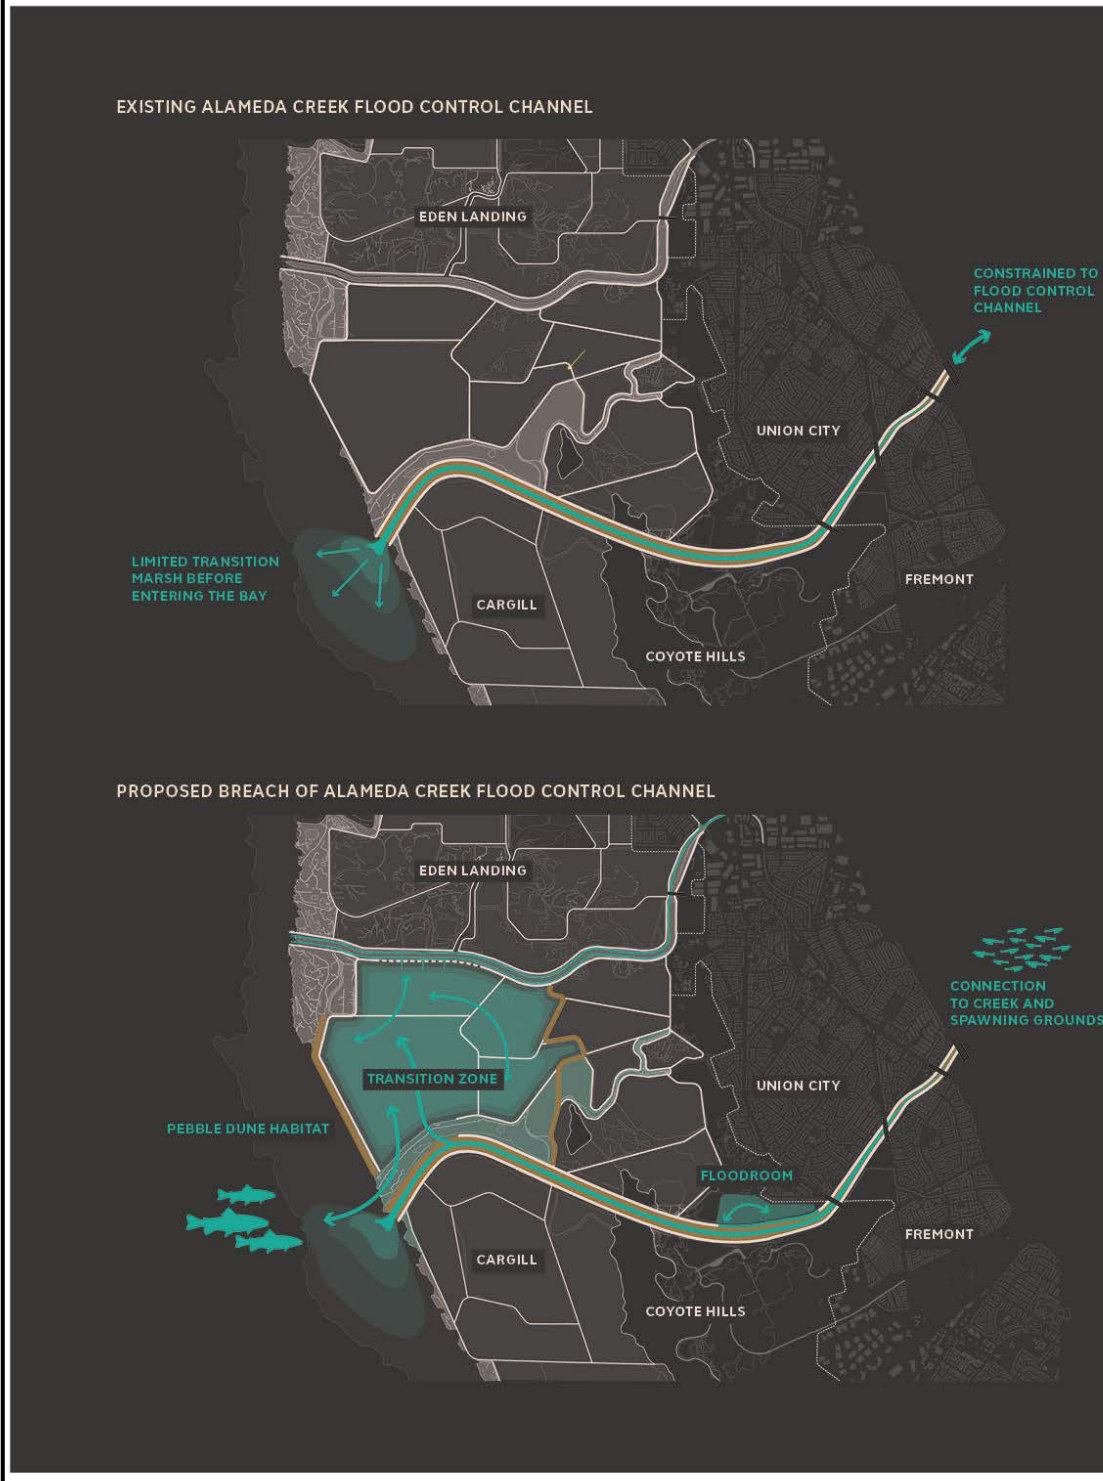 EXISTING ALAMEDA CREEK FLOOD CONTROL CHANNEL
EDEN LANDING
CONSTRAINED TO
FLOOD CONTROL
CHANNEL
UNION CITY
LIMITED TRANSITION
MARSH BEFORE
ENTERING THE BAY
FREMONT
CARGILL
COYOTE HILLS
PROPOSED BREACH OF ALAMEDA CREEK FLOOD CONTROL CHANNEL
EDEN LANDING
CONNECTION
TO CREEK AND
SPAWNING GROUNDS
TRANSITION ZONE
UNION CITY
PEBBLE DUNE HABITAT
FLOODROOM
FREMONT
CARGILL
COYOTE HILLS